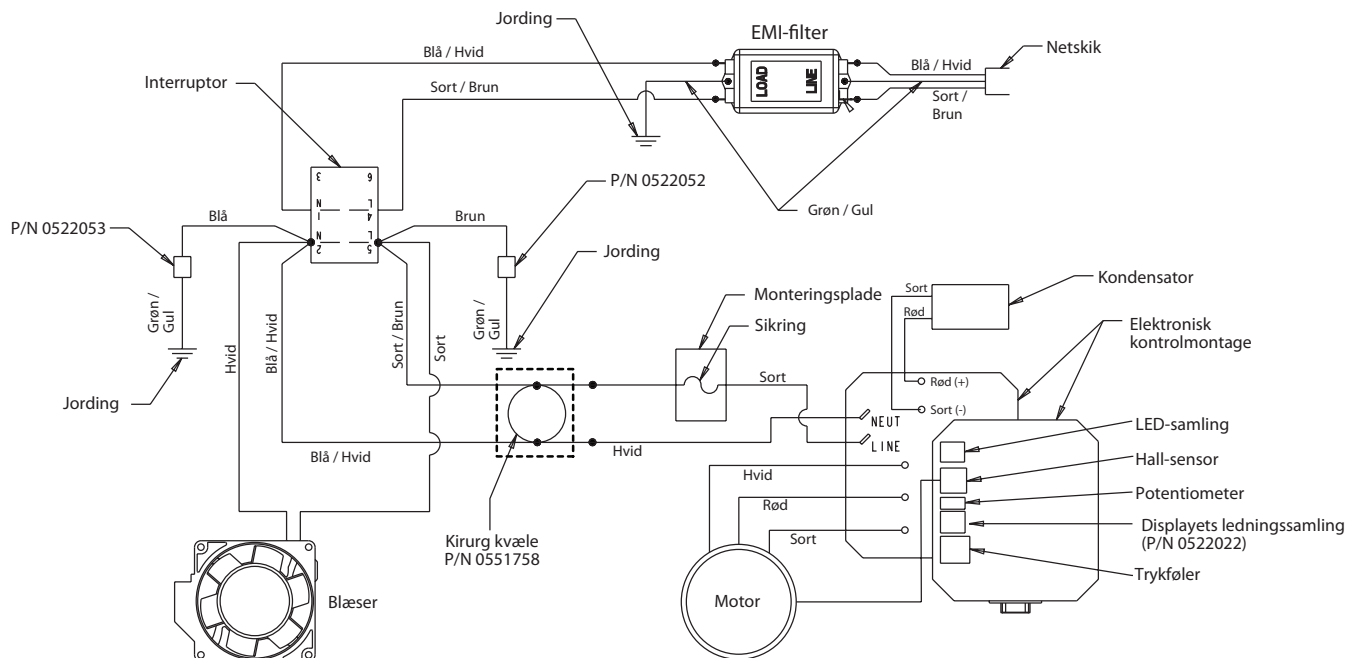 Jording
EMI-filter
Netskik
Blå / Hvid
Blå / Hvid
LOAD
LINE
Interruptor
Sort / Brun
Sort /
Brun
Jording
3
6
P/N 0522052
N
L
1
4
Grøn / Gul
Blå
Brun
P/N 0522053
N
L
2
5
Jording
Grøn /
Gul
Grøn /
Gul
Jording
Hvid
Blå / Hvid
Sort / Brun
Sort
Monteringsplade
Sikring
Sort
Kondensator
Sort
Rød
Elektronisk
kontrolmontage
Rød (+)
Sort (-)
NEUT
LINE
Blå / Hvid
Hvid
LED-samling
Hall-sensor
Potentiometer
Displayets ledningssamling
(P/N 0522022)
Trykføler
Hvid
Rød
Sort
Kirurg kvæle
P/N 0551758
Blæser
Motor